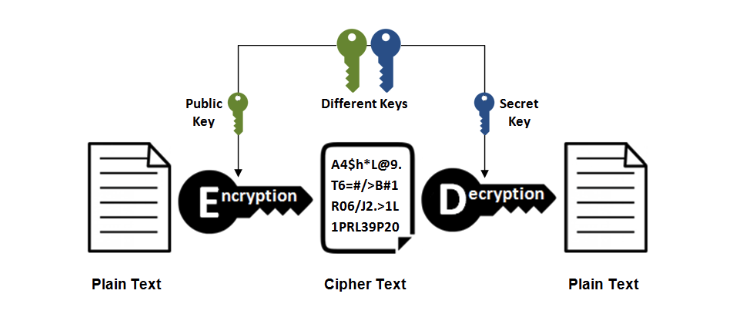 Public
Key
Different Keys
Secret
Key
Encryption
A4$h*L@9.
T6=#/>B#1
R06/J2.>1L
1PRL39P20
Decryption
Plain Text
Cipher Text
Plain Text